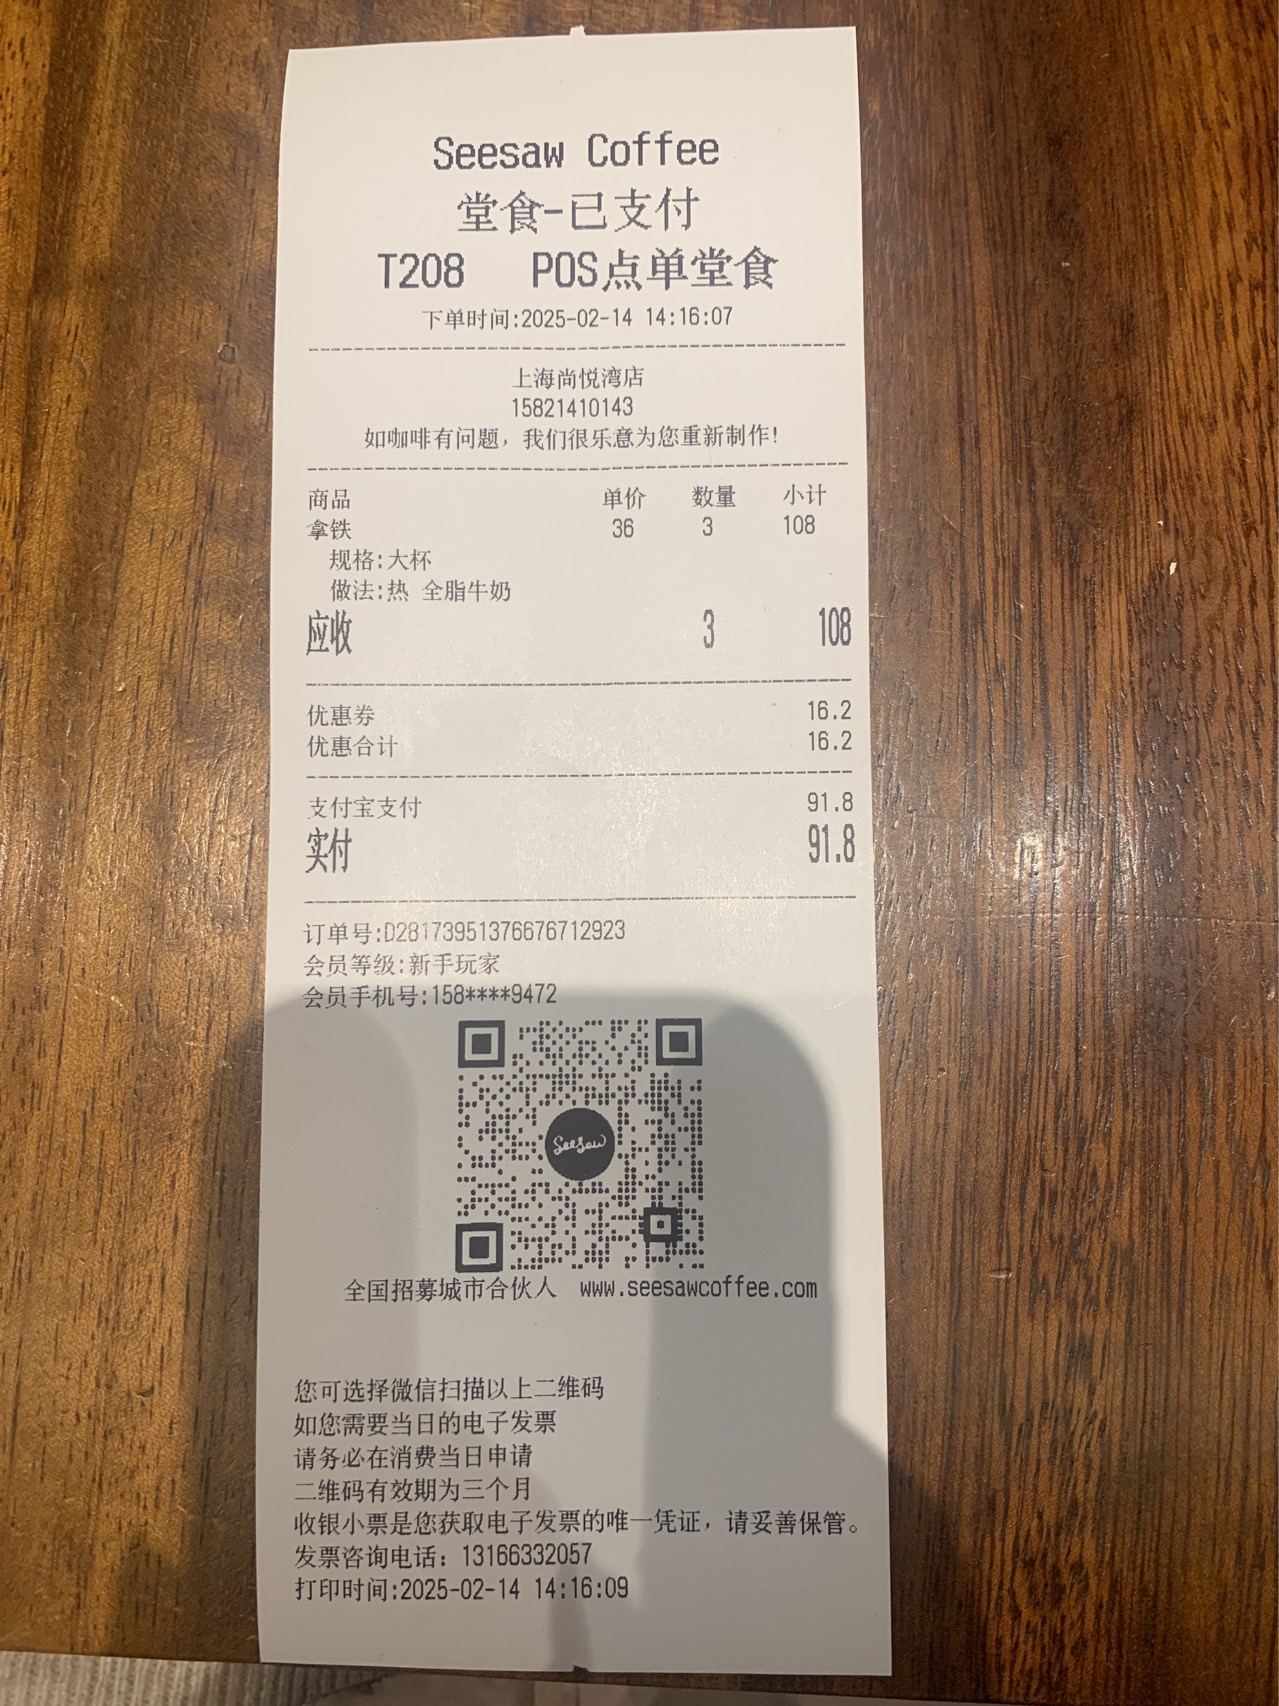 Seesaw Coffee
堂食-已支付
T208 POS点单堂食
下单时间:2025-02-14 14:16:07
上海尚悦湾店
15821410143
如咖啡有问题，我们很乐意为您重新制作!
商品 单价 数量 小计
拿铁 36 3 108
规格:大杯
做法:热 全脂牛奶
应收 3 108
优惠券 16.2
优惠合计 16.2
支付宝支付 91.8
实付 91.8
订单号:D28173951376676712923
会员等级:新手玩家
会员手机号:158****9472
SeeSaw
全国招募城市合伙人 www.seesawcoffee.com
您可选择微信扫描以上二维码
如您需要当日的电子发票
请务必在消费当日申请
二维码有效期为三个月
收银小票是您获取电子发票的唯一凭证，请妥善保管。
发票咨询电话：13166332057
打印时间:2025-02-14 14:16:09